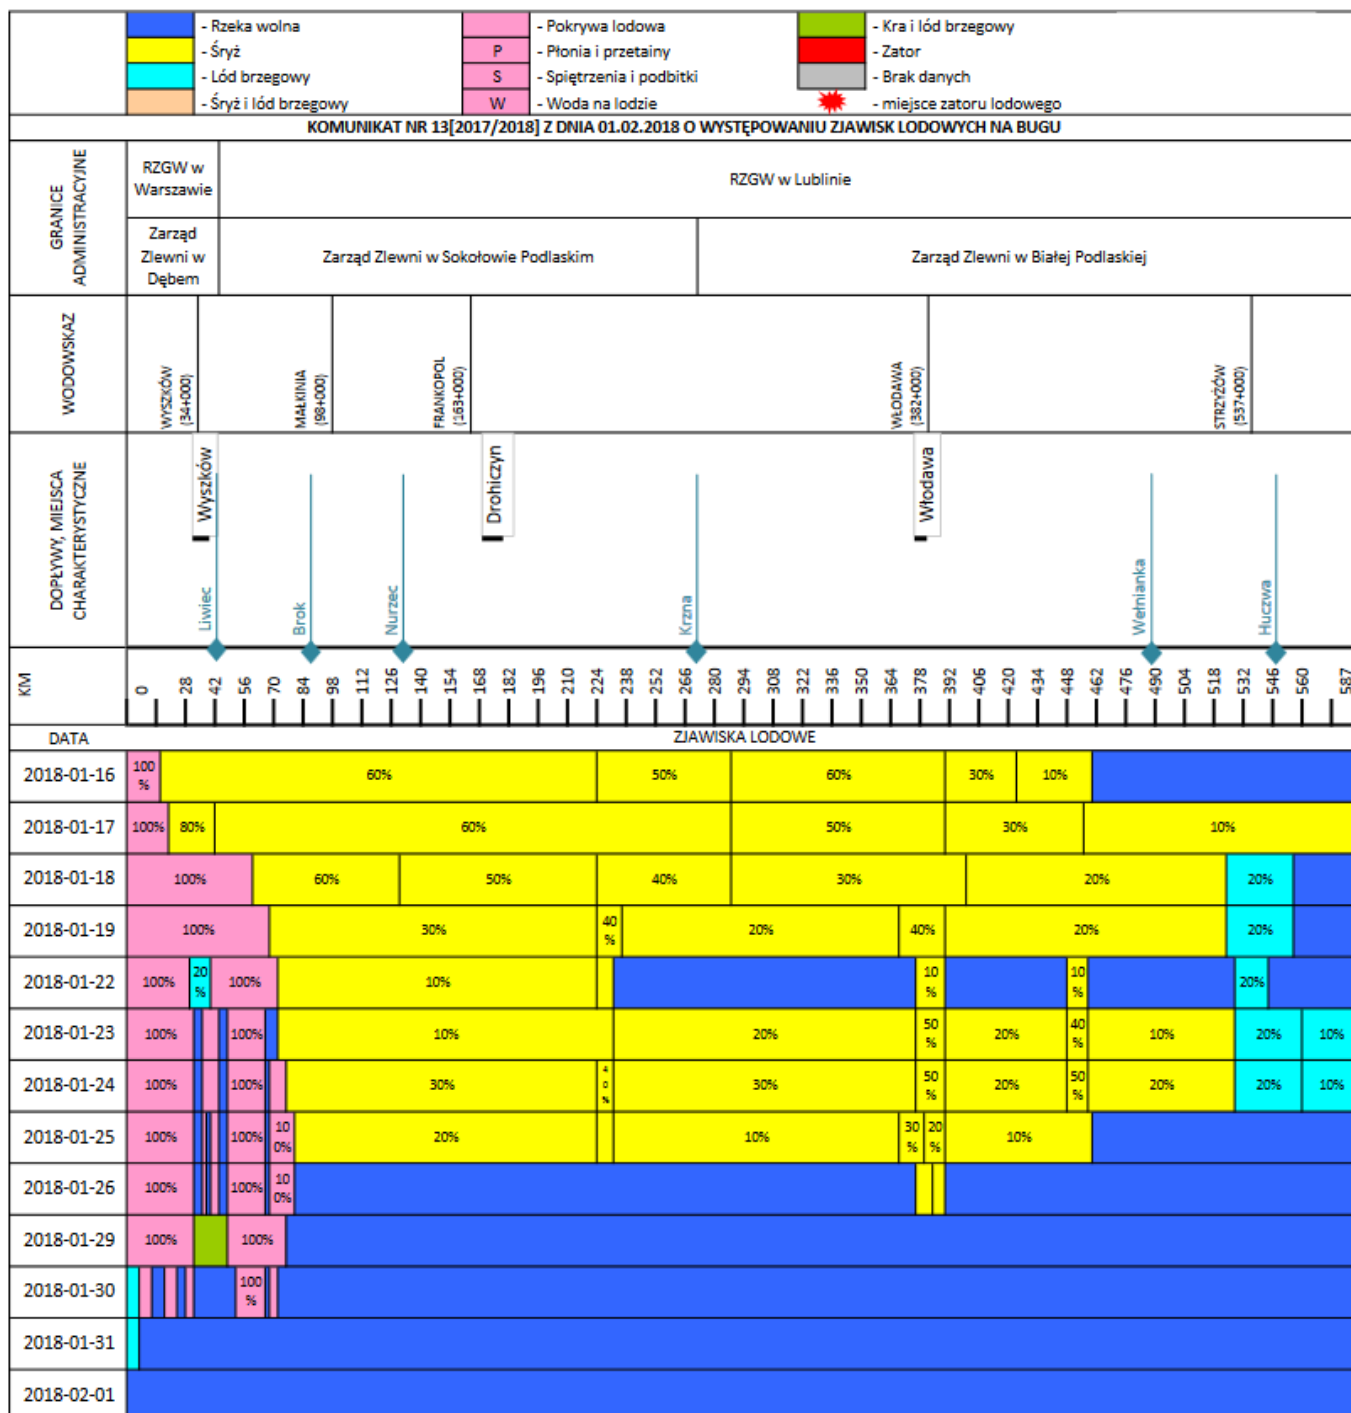 - Rzeka wolna
- Śryż
- Lód brzegowy
- Śryż i lód brzegowy
- Pokrywa lodowa
P - Płonia i przetainy
S - Spiętrzenia i podbitki
W - Woda na lodzie
- Kra i lód brzegowy
- Zator
- Brak danych
- miejsce zatoru lodowego
KOMUNIKAT NR 13[2017/2018] Z DNIA 01.02.2018 O WYSTĘPOWANIU ZJAWISK LODOWYCH NA BUGU
GRANICE
ADMINISTRACYJNE
RZGW w
Warszawie
RZGW w Lublinie
Zarząd
Zlewni w
Dębem
Zarząd Zlewni w Sokołowie Podlaskim
Zarząd Zlewni w Białej Podlaskiej
WODOWSKAZ
WYSZKÓW
(34+000)
MAŁKINIA
(98+000)
FRANKOPOL
(163+000)
WŁODAWA
(382+000)
STRZYŻÓW
(537+000)
DOPŁYWY, MIEJSCA
CHARAKTERYSTYCZNE
Wyszków
Drohiczyn
Włodawa
Liwiec
Brok
Nurzec
Krzna
Wełnianka
Huczwa
KM
0 28 42 56 70 84 98 112 126 140 154 168 182 196 210 224 238 252 266 280 294 308 322 336 350 364 378 392 406 420 434 448 462 476 490 504 518 532 546 560 587
DATA ZJAWISKA LODOWE
2018-01-16 100% 60% 50% 60% 30% 10%
2018-01-17 100% 80% 60% 50% 30% 10%
2018-01-18 100% 60% 50% 40% 30% 20% 20%
2018-01-19 100% 30% 40% 20% 40% 20% 20%
2018-01-22 100% 20% 100% 10% 10% 10% 20%
2018-01-23 100% 100% 10% 20% 50% 20% 40% 10% 20% 10%
2018-01-24 100% 100% 30% 40% 30% 50% 20% 50% 20% 20% 10%
2018-01-25 100% 100% 100% 20% 10% 30% 20% 10%
2018-01-26 100% 100% 100%
2018-01-29 100% 100%
2018-01-30 100%
2018-01-31
2018-02-01